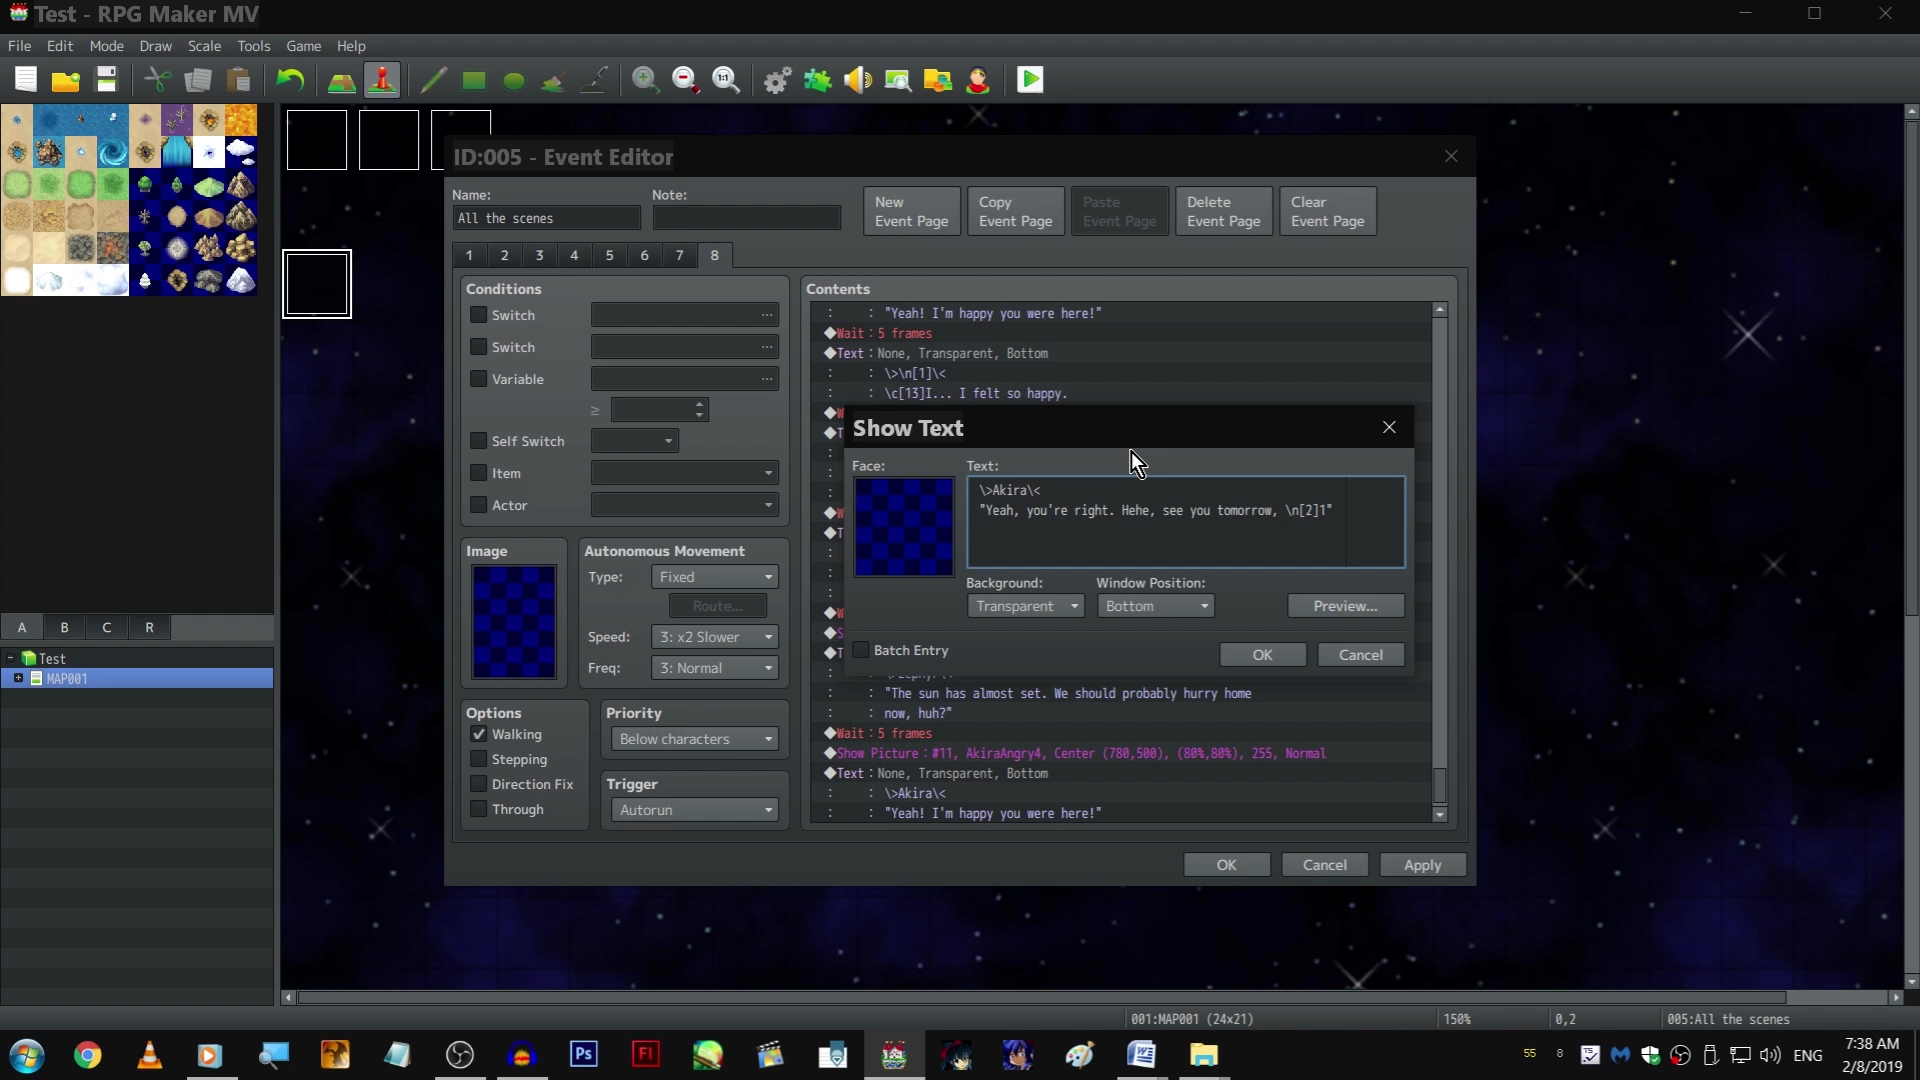 Test - RPG Maker MV
File Edit Mode Draw Scale Tools Game Help
ID:005 - Event Editor
Name:
Note:
All the scenes
New Event Page
Copy Event Page
Paste Event Page
Delete Event Page
Clear Event Page
1 2 3 4 5 6 7 8
Conditions
Switch ...
Switch ...
Variable ...
≥
Self Switch
Item
Actor
Image
Autonomous Movement
Type: Fixed
Route...
Speed: 3: x2 Slower
Freq: 3: Normal
Options
Walking
Stepping
Direction Fix
Through
Priority
Below characters
Trigger
Autorun
Contents
: : "Yeah! I'm happy you were here!"
◆Wait : 5 frames
◆Text : None, Transparent, Bottom
: : \>\n[1]\<
: : \c[13]I... I felt so happy.
Show Text
Face:
Text:
\>Akira\<
"Yeah, you're right. Hehe, see you tomorrow, \n[2]1"
Background:
Transparent
Window Position:
Bottom
Preview...
Batch Entry
OK
Cancel
: : "The sun has almost set. We should probably hurry home
: : now, huh?"
◆Wait : 5 frames
◆Show Picture : #11, AkiraAngry4, Center (780,500), (80%,80%), 255, Normal
◆Text : None, Transparent, Bottom
: : \>Akira\<
: : "Yeah! I'm happy you were here!"
OK
Cancel
Apply
A B C R
Test
MAP001
001:MAP001 (24x21)
150%
0,2
005:All the scenes
Ps
Fl
55
8
ENG
7:38 AM
2/8/2019